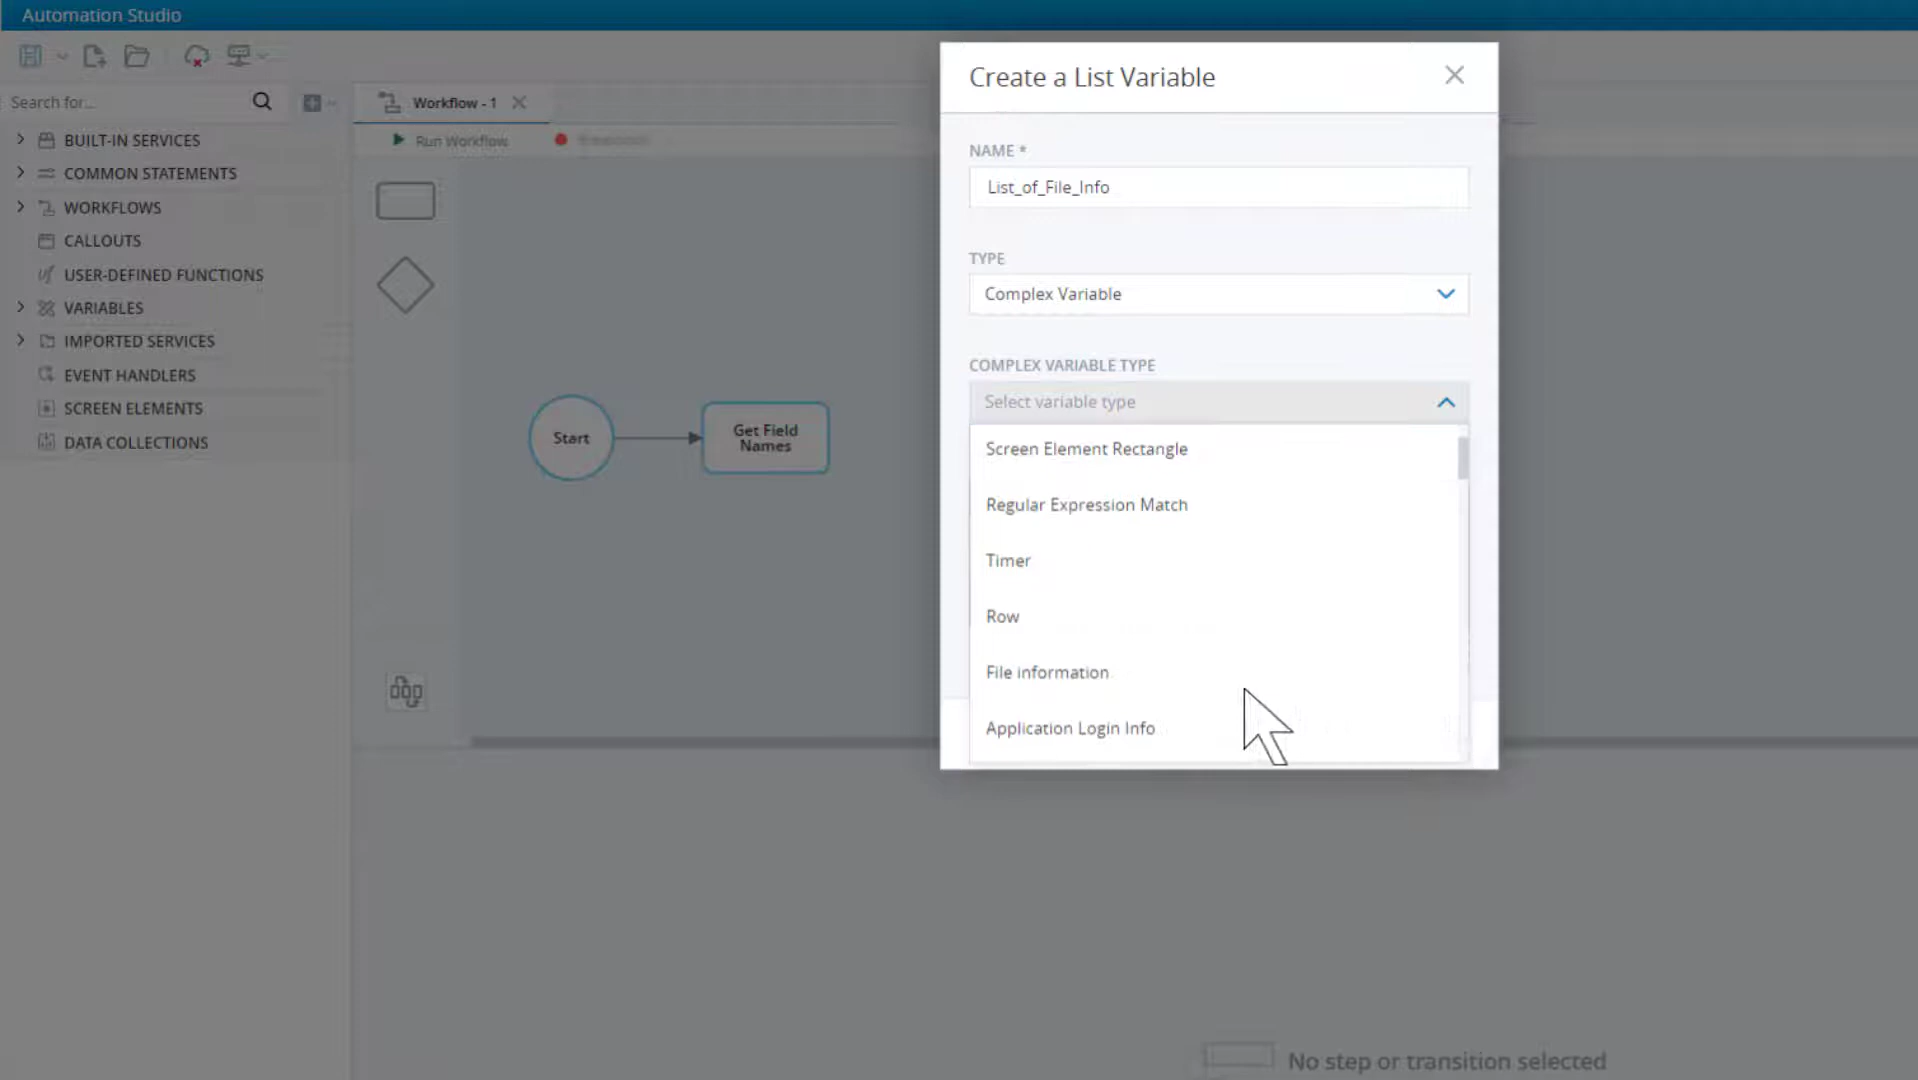 Automation Studio
Search for...
BUILT-IN SERVICES
COMMON STATEMENTS
WORKFLOWS
CALLOUTS
USER-DEFINED FUNCTIONS
VARIABLES
IMPORTED SERVICES
EVENT HANDLERS
SCREEN ELEMENTS
DATA COLLECTIONS
Workflow - 1
Run Workflow
Start
Get Field
Names
Create a List Variable
NAME *
List_of_File_Info
TYPE
Complex Variable
COMPLEX VARIABLE TYPE
Select variable type
Screen Element Rectangle
Regular Expression Match
Timer
Row
File information
Application Login Info
No step or transition selected